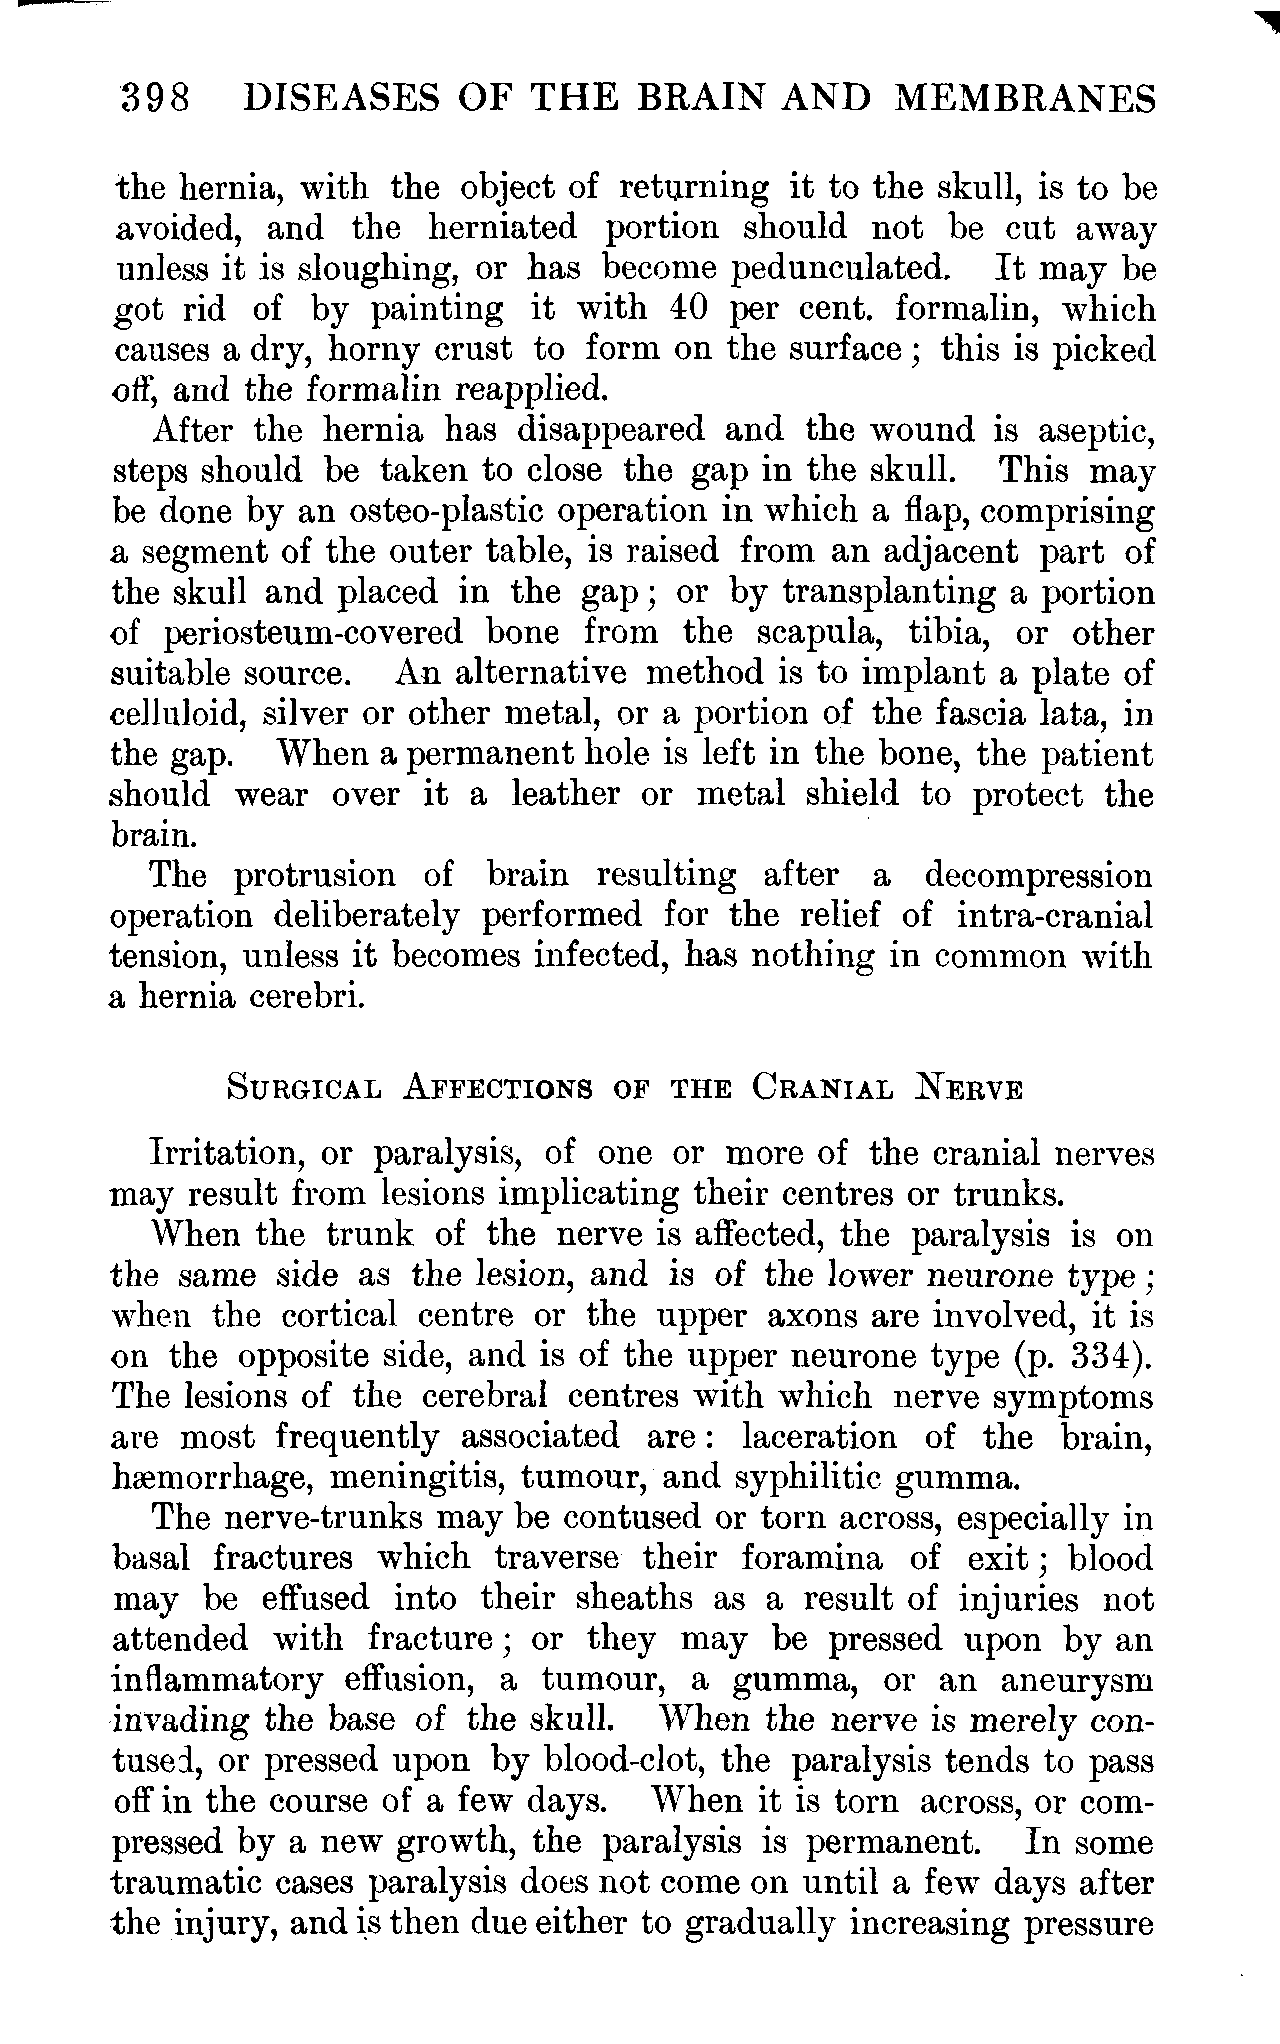 398 DISEASES OF THE BRAIN AND MEMBRANES
the hernia, with the object of returning it to the skull, is to be
avoided, and the herniated portion should not be cut away
unless it is sloughing, or has become pedunculated. It may be
got rid of by painting it with 40 per cent. formalin, which
causes a dry, horny crust to form on the surface ; this is picked
off, and the formalin reapplied.
After the hernia has disappeared and the wound is aseptic,
steps should be taken to close the gap in the skull. This may
be done by an osteo-plastic operation in which a flap, comprising
a segment of the outer table, is raised from an adjacent part of
the skull and placed in the gap ; or by transplanting a portion
of periosteum-covered bone from the scapula, tibia, or other
suitable source. An alternative method is to implant a plate of
celluloid, silver or other metal, or a portion of the fascia lata, in
the gap. When a permanent hole is left in the bone, the patient
should wear over it a leather or metal shield to protect the
brain.
The protrusion of brain resulting after a decompression
operation deliberately performed for the relief of intra-cranial
tension, unless it becomes infected, has nothing in common with
a hernia cerebri.
SURGICAL AFFECTIONS OF THE CRANIAL NERVE
Irritation, or paralysis, of one or more of the cranial nerves
may result from lesions implicating their centres or trunks.
When the trunk of the nerve is affected, the paralysis is on
the same side as the lesion, and is of the lower neurone type ;
when the cortical centre or the upper axons are involved, it is
on the opposite side, and is of the upper neurone type (p. 334).
The lesions of the cerebral centres with which nerve symptoms
are most frequently associated are : laceration of the brain,
hæmorrhage, meningitis, tumour, and syphilitic gumma.
The nerve-trunks may be contused or torn across, especially in
basal fractures which traverse their foramina of exit ; blood
may be effused into their sheaths as a result of injuries not
attended with fracture ; or they may be pressed upon by an
inflammatory effusion, a tumour, a gumma, or an aneurysm
invading the base of the skull. When the nerve is merely con-
tused, or pressed upon by blood-clot, the paralysis tends to pass
off in the course of a few days. When it is torn across, or com-
pressed by a new growth, the paralysis is permanent. In some
traumatic cases paralysis does not come on until a few days after
the injury, and is then due either to gradually increasing pressure